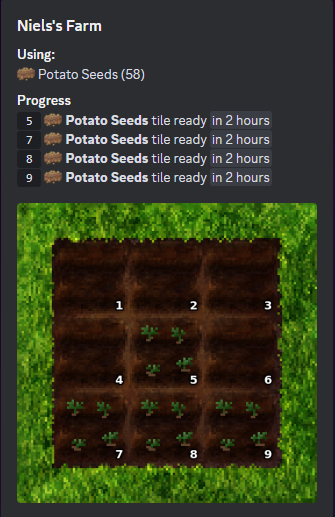 Niels's Farm
Using:
Potato Seeds (58)
Progress
5 Potato Seeds tile ready in 2 hours
7 Potato Seeds tile ready in 2 hours
8 Potato Seeds tile ready in 2 hours
9 Potato Seeds tile ready in 2 hours
1 2 3
4 5 6
7 8 9